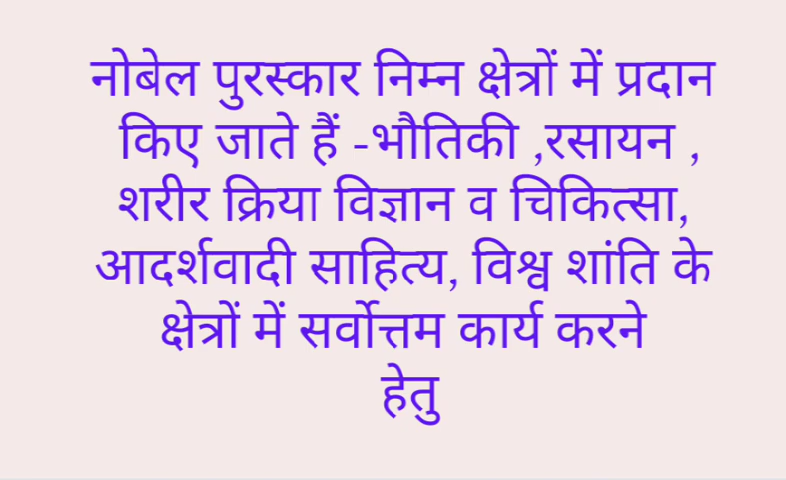 नोबेल पुरस्कार निम्न क्षेत्रों में प्रदान
किए जाते हैं -भौतिकी ,रसायन ,
शरीर क्रिया विज्ञान व चिकित्सा,
आदर्शवादी साहित्य, विश्व शांति के
क्षेत्रों में सर्वोत्तम कार्य करने
हेतु